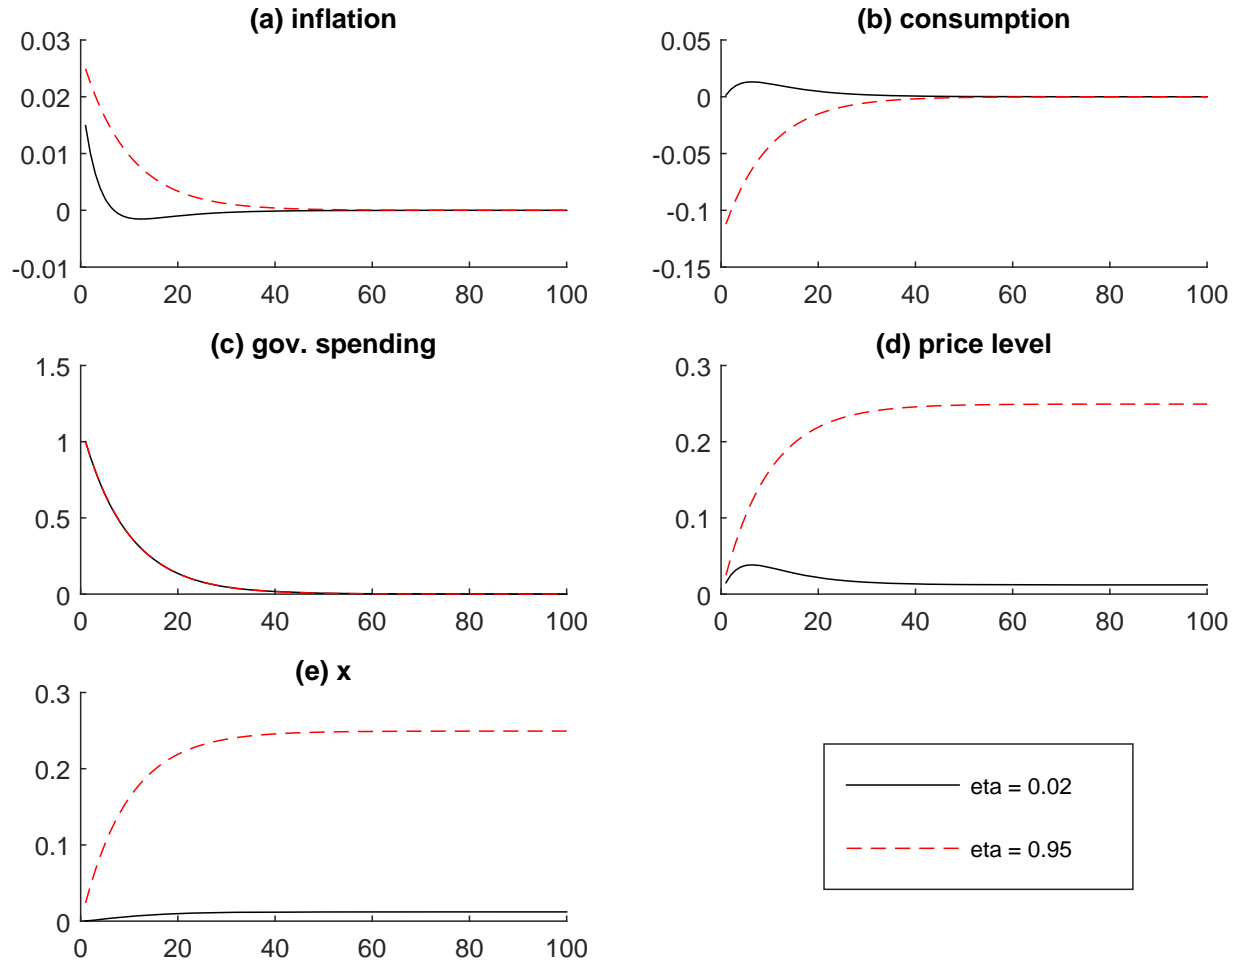 (a) inflation
0.03
0.02
0.01
0
-0.01
0 20 40 60 80 100
(b) consumption
0.05
0
-0.05
-0.1
-0.15
0 20 40 60 80 100
(c) gov. spending
1.5
1
0.5
0
0 20 40 60 80 100
(d) price level
0.3
0.2
0.1
0
0 20 40 60 80 100
(e) x
0.3
0.2
0.1
0
0 20 40 60 80 100
eta = 0.02
eta = 0.95